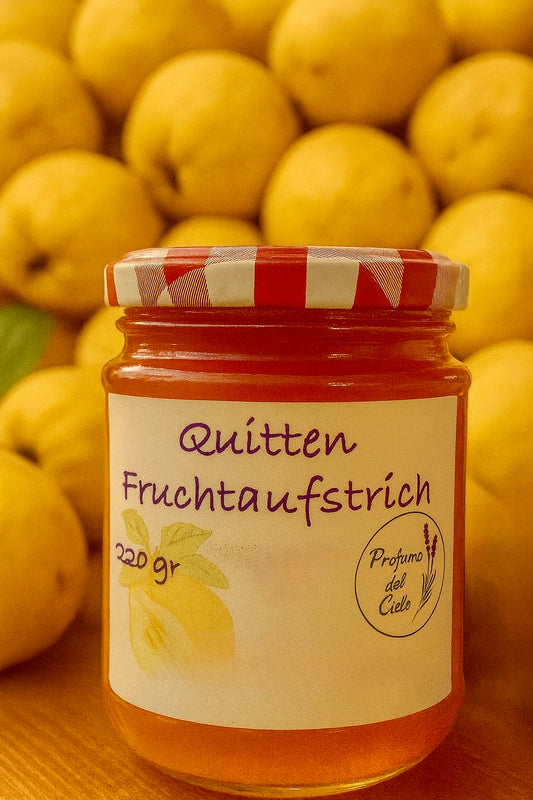 Quitten
Fruchtaufstrich
220 gr
Profumo
del
Cielo